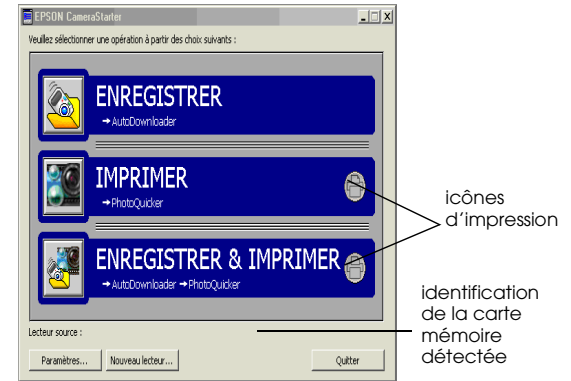 EPSON CameraStarter
Veuillez sélectionner une opération à partir des choix suivants :
ENREGISTRER
➔ AutoDownloader
IMPRIMER
➔ PhotoQuicker
ENREGISTRER & IMPRIMER
➔ AutoDownloader ➔ PhotoQuicker
Lecteur source :
Paramètres... Nouveau lecteur... Quitter
icônes
d'impression
identification
de la carte
mémoire
détectée